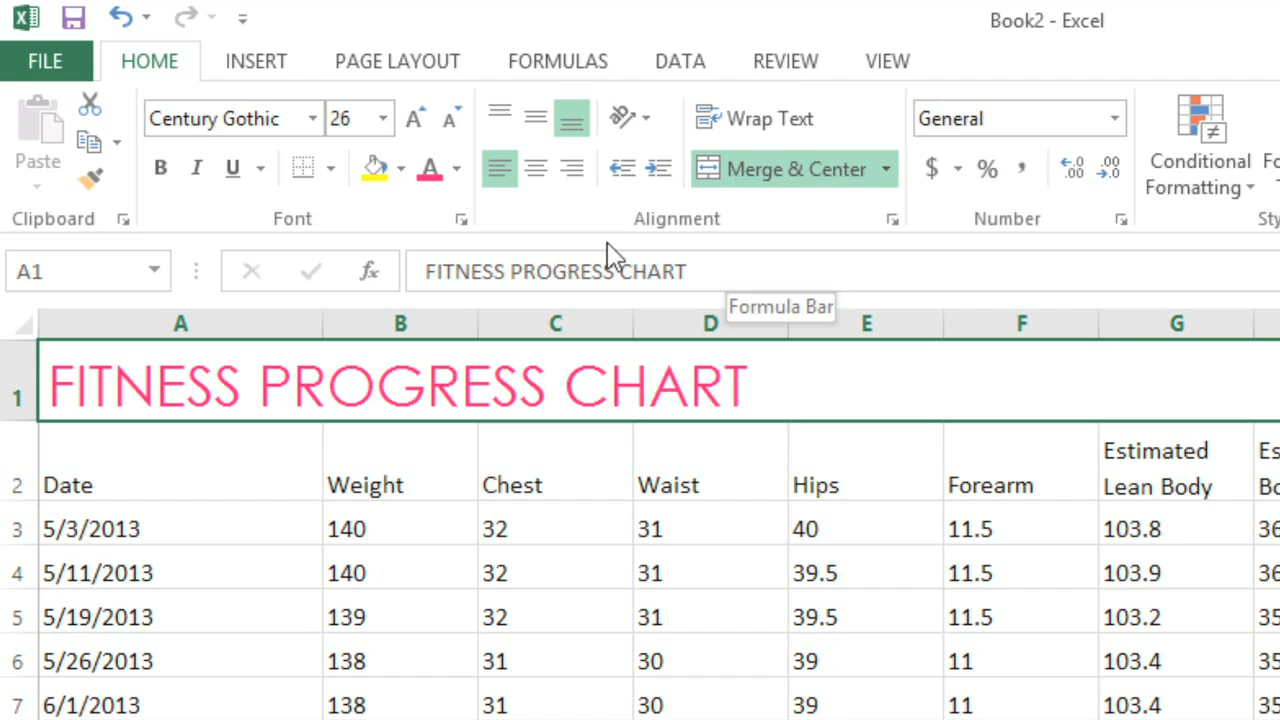 Book2 - Excel
FILE HOME INSERT PAGE LAYOUT FORMULAS DATA REVIEW VIEW
Century Gothic 26 A A Wrap Text General
Paste B I U A Merge & Center $ % , Conditional
Formatting
Clipboard Font Alignment Number
A1 fx FITNESS PROGRESS CHART
Formula Bar
A B C D E F G
1 FITNESS PROGRESS CHART
2 Date Weight Chest Waist Hips Forearm Estimated
Lean Body
3 5/3/2013 140 32 31 40 11.5 103.8
4 5/11/2013 140 32 31 39.5 11.5 103.9
5 5/19/2013 139 32 31 39.5 11.5 103.2
6 5/26/2013 138 31 30 39 11 103.4
7 6/1/2013 138 31 30 39 11 103.4